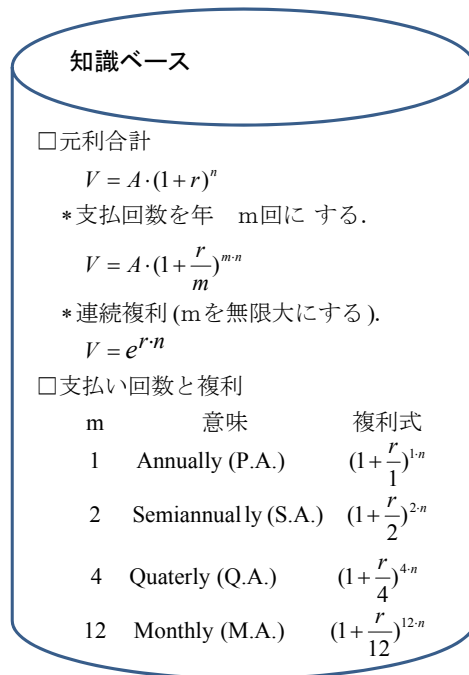 知識ベース
□元利合計
V = A·(1+r)^n
*支払回数を年 m回に する.
V = A·(1+r/m)^{m·n}
*連続複利(mを無限大にする).
V = e^{r·n}
□支払い回数と複利
m 意味 複利式
1 Annually (P.A.) (1+r/1)^{1·n}
2 Semiannually (S.A.) (1+r/2)^{2·n}
4 Quaterly (Q.A.) (1+r/4)^{4·n}
12 Monthly (M.A.) (1+r/12)^{12·n}